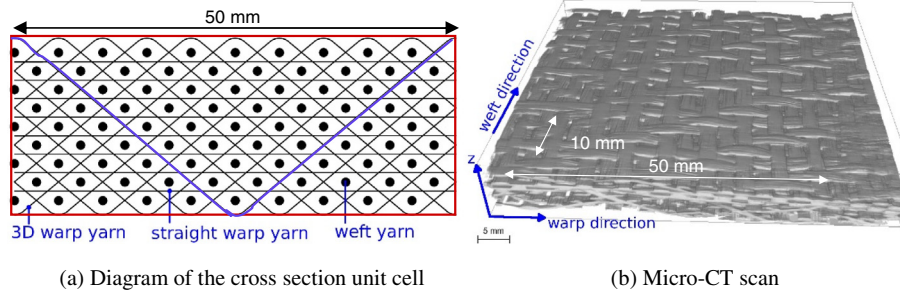 50 mm
3D warp yarn
straight warp yarn
weft yarn
(a) Diagram of the cross section unit cell
weft direction
10 mm
50 mm
z
warp direction
5 mm
(b) Micro-CT scan